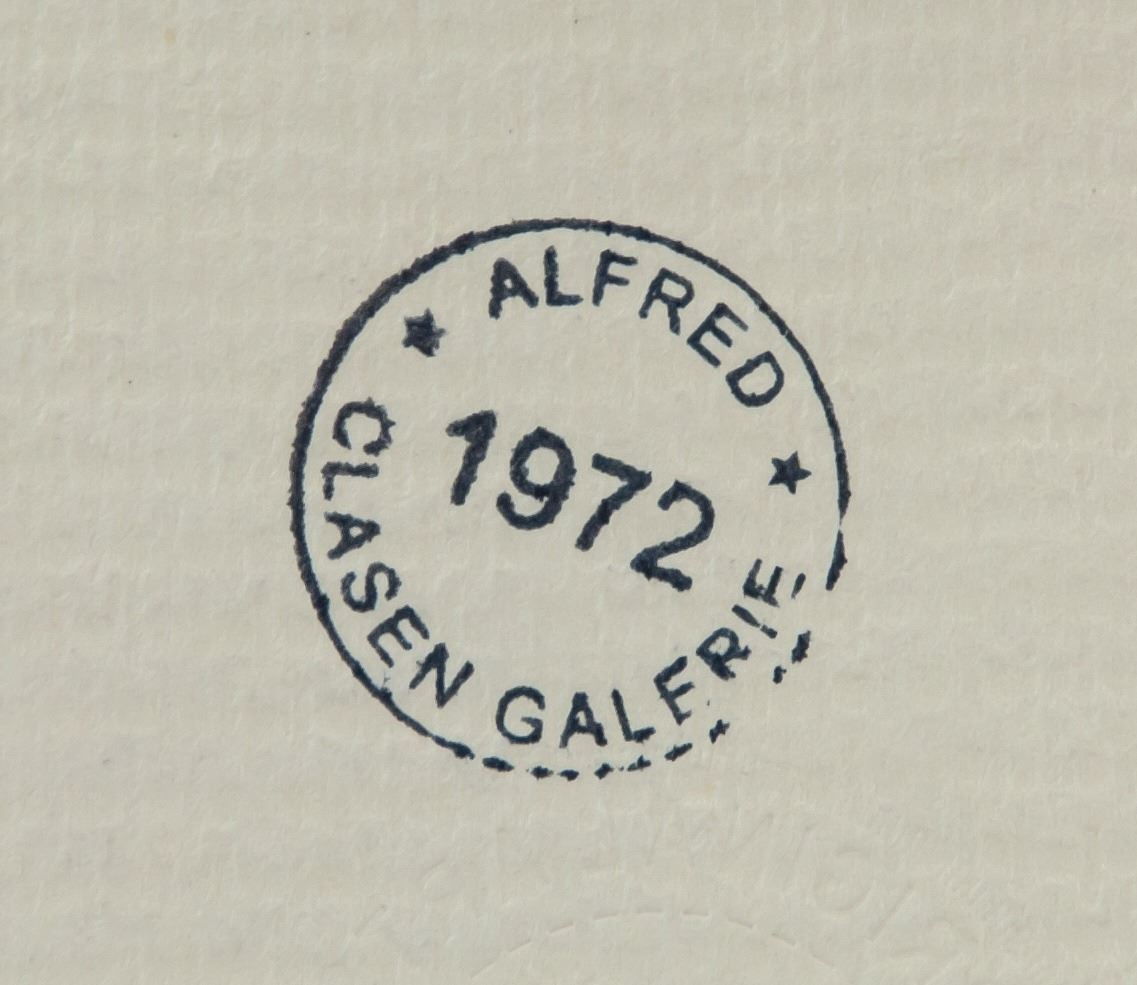 ALFRED
1972
CLASEN GALERIE